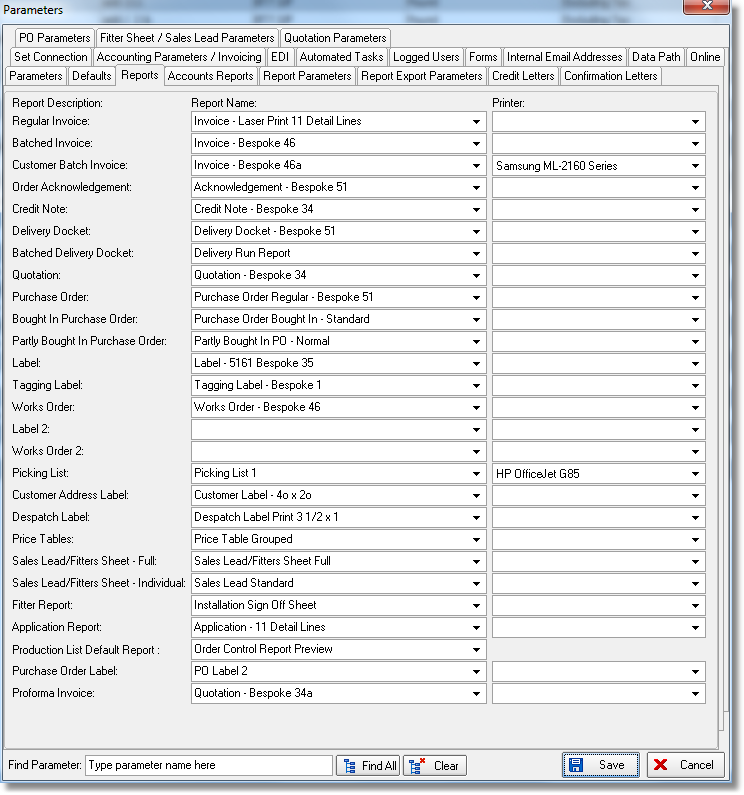 Parameters
PO Parameters Fitter Sheet / Sales Lead Parameters Quotation Parameters
Set Connection Accounting Parameters / Invoicing EDI Automated Tasks Logged Users Forms Internal Email Addresses Data Path Online
Parameters Defaults Reports Accounts Reports Report Parameters Report Export Parameters Credit Letters Confirmation Letters
Report Description: Report Name: Printer:
Regular Invoice: Invoice - Laser Print 11 Detail Lines
Batched Invoice: Invoice - Bespoke 46
Customer Batch Invoice: Invoice - Bespoke 46a Samsung ML-2160 Series
Order Acknowledgement: Acknowledgement - Bespoke 51
Credit Note: Credit Note - Bespoke 34
Delivery Docket: Delivery Docket - Bespoke 51
Batched Delivery Docket: Delivery Run Report
Quotation: Quotation - Bespoke 34
Purchase Order: Purchase Order Regular - Bespoke 51
Bought In Purchase Order: Purchase Order Bought In - Standard
Partly Bought In Purchase Order: Partly Bought In PO - Normal
Label: Label - 5161 Bespoke 35
Tagging Label: Tagging Label - Bespoke 1
Works Order: Works Order - Bespoke 46
Label 2:
Works Order 2:
Picking List: Picking List 1 HP OfficeJet G85
Customer Address Label: Customer Label - 4o x 2o
Despatch Label: Despatch Label Print 3 1/2 x 1
Price Tables: Price Table Grouped
Sales Lead/Fitters Sheet - Full: Sales Lead/Fitters Sheet Full
Sales Lead/Fitters Sheet - Individual: Sales Lead Standard
Fitter Report: Installation Sign Off Sheet
Application Report: Application - 11 Detail Lines
Production List Default Report : Order Control Report Preview
Purchase Order Label: PO Label 2
Proforma Invoice: Quotation - Bespoke 34a
Find Parameter: Type parameter name here Find All Clear Save Cancel